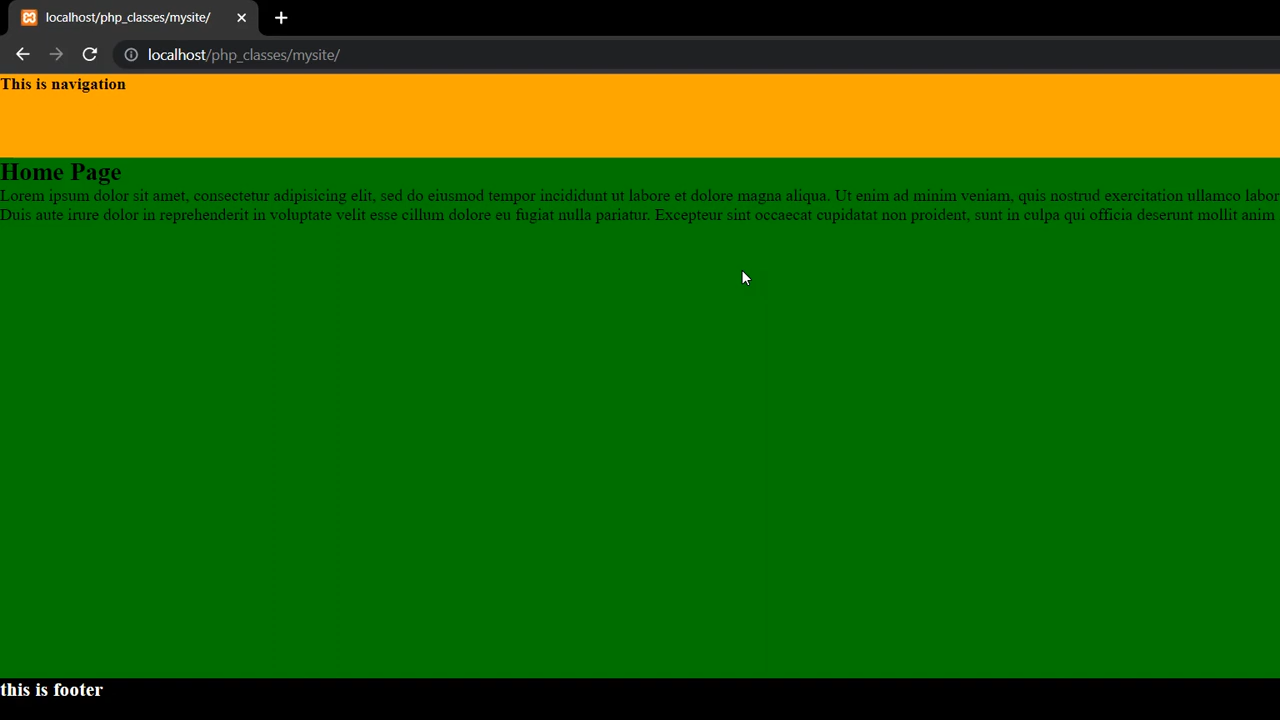 localhost/php_classes/mysite/
localhost/php_classes/mysite/
This is navigation
Home Page
Lorem ipsum dolor sit amet, consectetur adipisicing elit, sed do eiusmod tempor incididunt ut labore et dolore magna aliqua. Ut enim ad minim veniam, quis nostrud exercitation ullamco labor
Duis aute irure dolor in reprehenderit in voluptate velit esse cillum dolore eu fugiat nulla pariatur. Excepteur sint occaecat cupidatat non proident, sunt in culpa qui officia deserunt mollit anim
this is footer